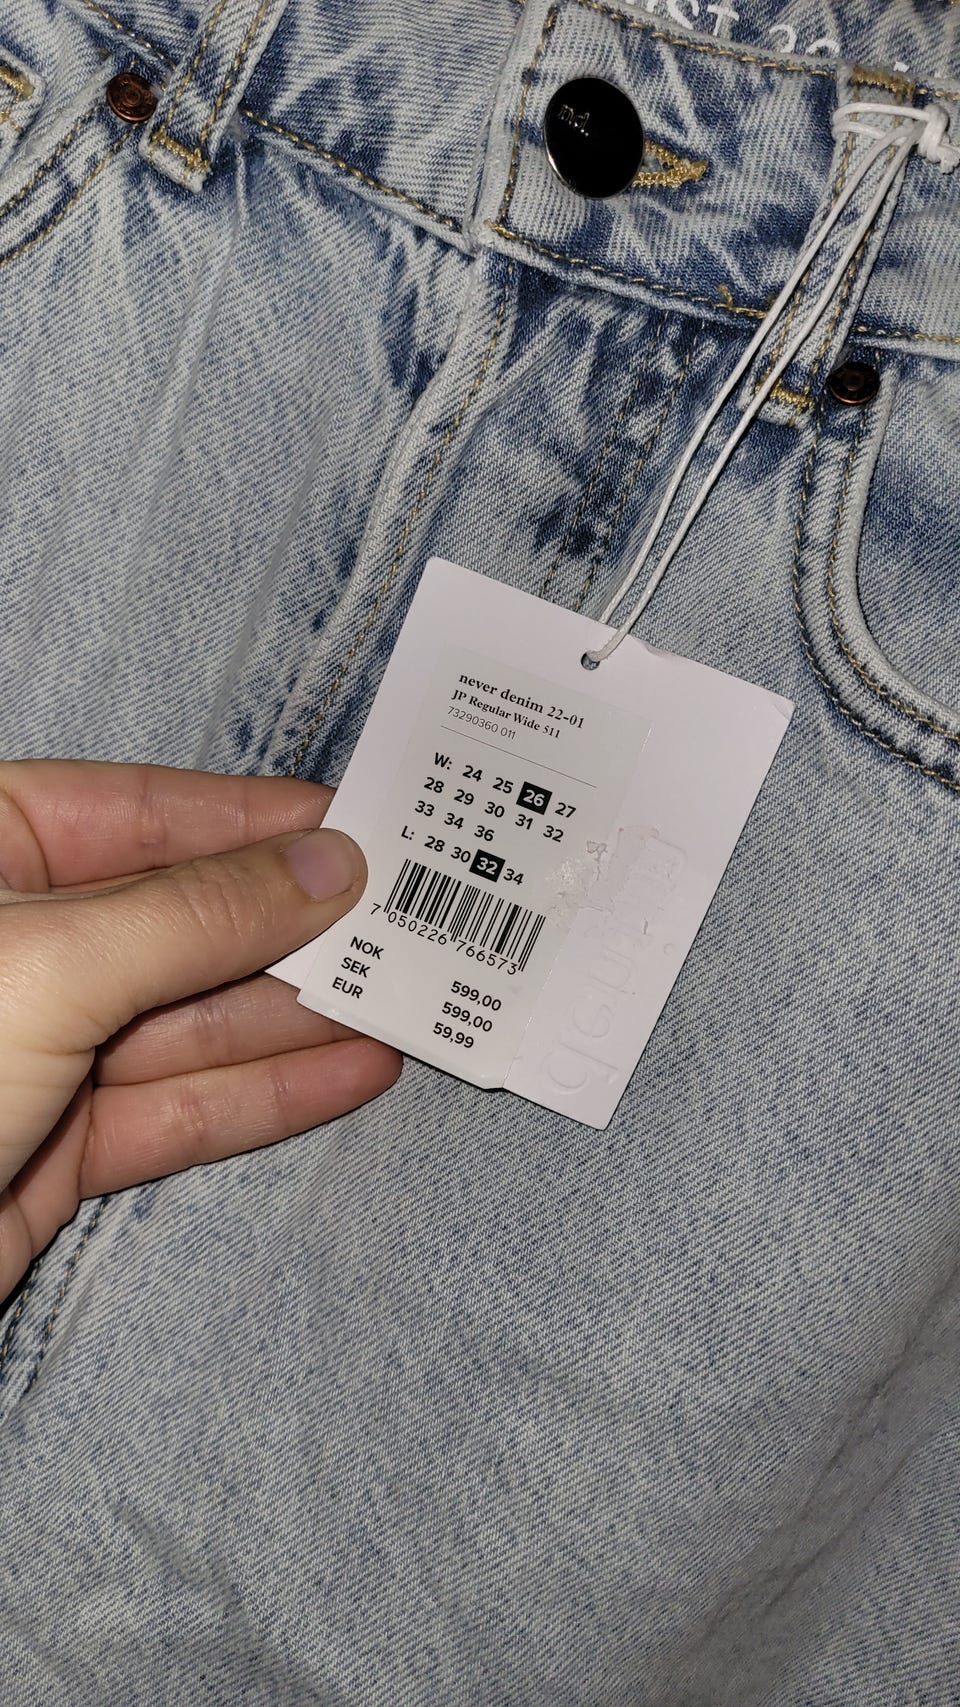 nd.
never denim 22-01
JP Regular Wide 511
73290360 011
W: 24 25 26 27
28 29 30 31 32
33 34 36
L: 28 30 32 34
7 050226 766573
NOK 599,00
SEK 599,00
EUR 59,99